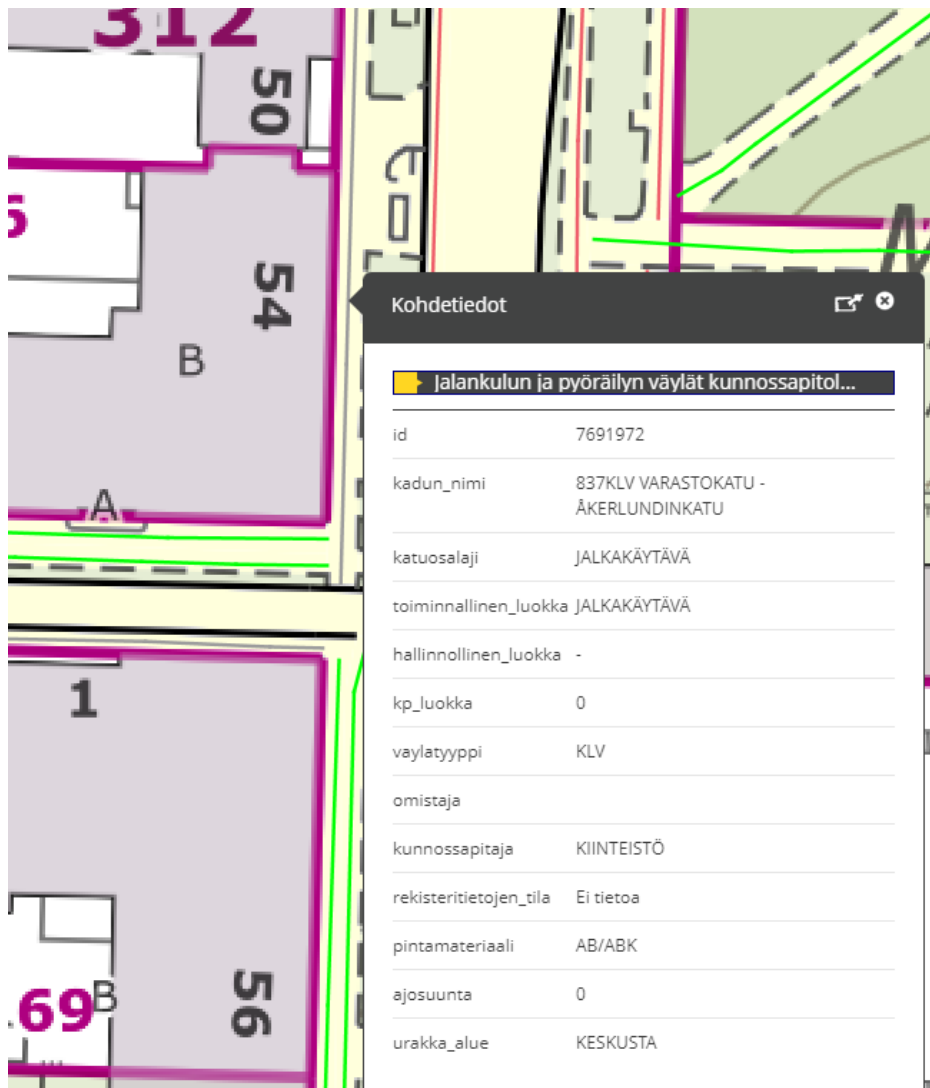 312
50
6
54
B
A
1
69
B
56
M
Kohdetiedot
Jalankulun ja pyöräilyn väylät kunnossapitol...
id 7691972
kadun_nimi 837KLV VARASTOKATU -
ÅKERLUNDINKATU
katuosalaji JALKAKÄYTÄVÄ
toiminnallinen_luokka JALKAKÄYTÄVÄ
hallinnollinen_luokka -
kp_luokka 0
vaylatyyppi KLV
omistaja
kunnossapitaja KIINTEISTÖ
rekisteritietojen_tila Ei tietoa
pintamateriaali AB/ABK
ajosuunta 0
urakka_alue KESKUSTA